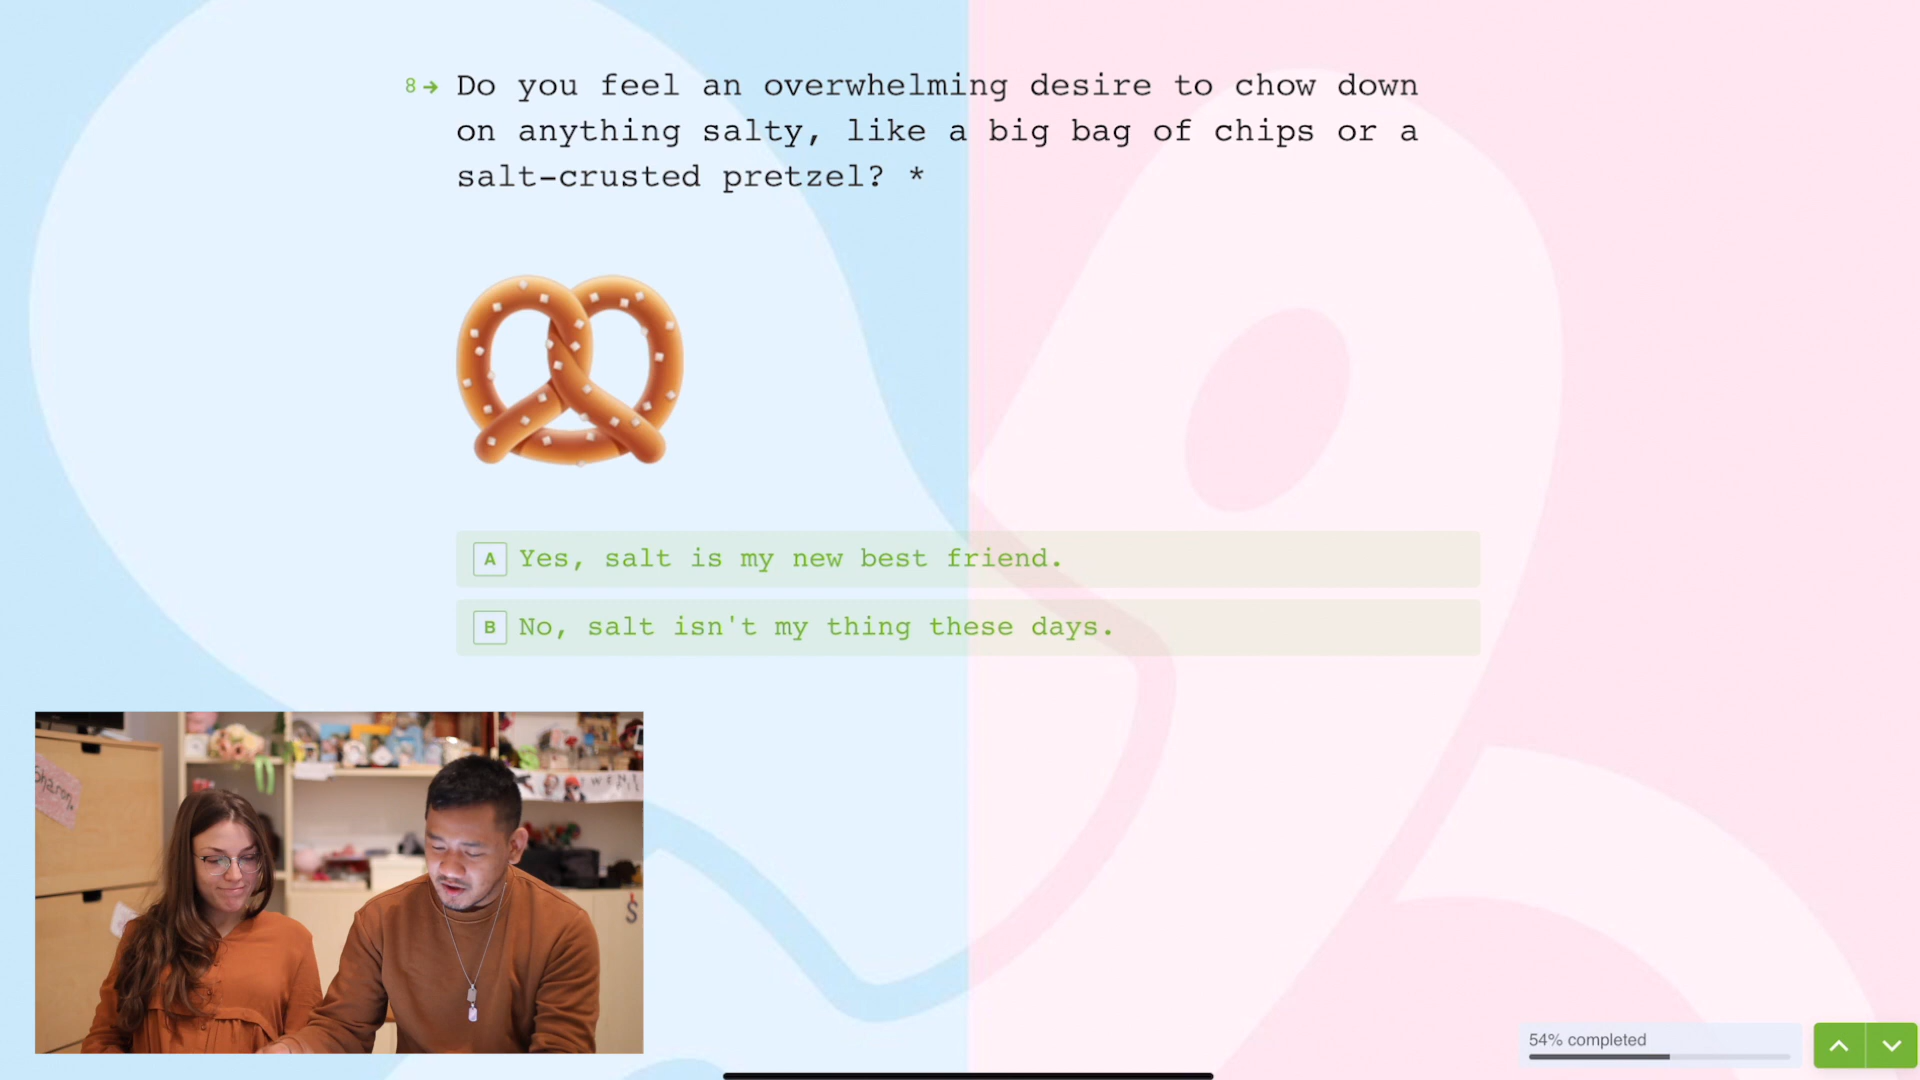 8 Do you feel an overwhelming desire to chow down
on anything salty, like a big bag of chips or a
salt-crusted pretzel? *
A Yes, salt is my new best friend.
B No, salt isn't my thing these days.
Sharon
S
54% completed